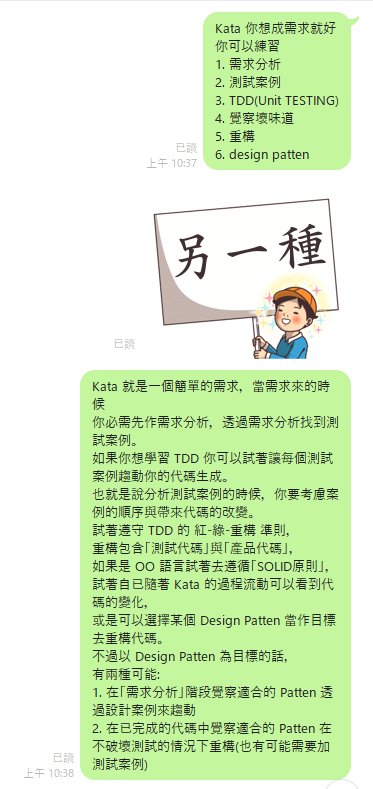 Kata 你想成需求就好
你可以練習
1. 需求分析
2. 測試案例
3. TDD(Unit TESTING)
4. 覺察壞味道
5. 重構
6. design patten
已讀
上午 10:37
另一種
已讀
Kata 就是一個簡單的需求，當需求來的時
候
你必需先作需求分析，透過需求分析找到測
試案例。
如果你想學習 TDD 你可以試著讓每個測試
案例趨動你的代碼生成。
也就是說分析測試案例的時候，你要考慮案
例的順序與帶來代碼的改變。
試著遵守 TDD 的 紅-綠-重構 準則，
重構包含「測試代碼」與「產品代碼」，
如果是 OO 語言試著去遵循「SOLID原則」，
試著自已隨著 Kata 的過程流動可以看到代
碼的變化，
或是可以選擇某個 Design Patten 當作目標
去重構代碼。
不過以 Design Patten 為目標的話，
有兩種可能:
1. 在「需求分析」階段覺察適合的 Patten 透
過設計案例來趨動
2. 在已完成的代碼中覺察適合的 Patten 在
不破壞測試的情況下重構(也有可能需要加
測試案例)
已讀
上午 10:38